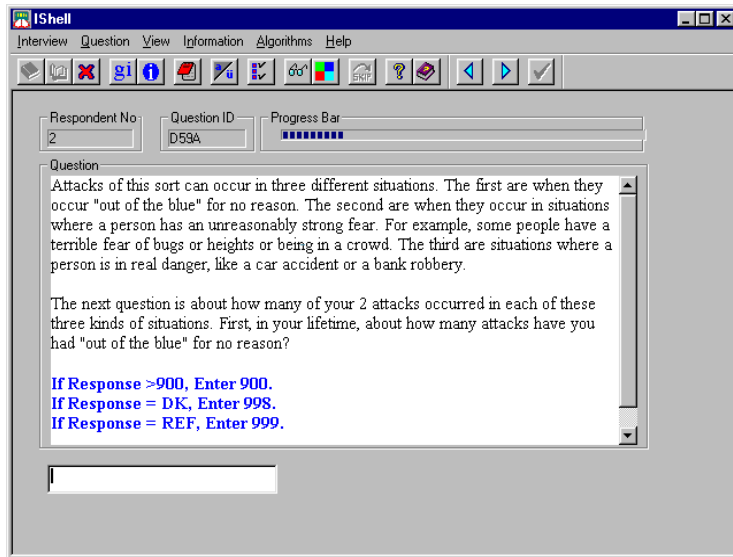 IShell
Interview Question View Information Algorithms Help
gi i a/ü SKIP ?
Respondent No Question ID Progress Bar
2 D59A
Question
Attacks of this sort can occur in three different situations. The first are when they
occur "out of the blue" for no reason. The second are when they occur in situations
where a person has an unreasonably strong fear. For example, some people have a
terrible fear of bugs or heights or being in a crowd. The third are situations where a
person is in real danger, like a car accident or a bank robbery.
The next question is about how many of your 2 attacks occurred in each of these
three kinds of situations. First, in your lifetime, about how many attacks have you
had "out of the blue" for no reason?
If Response >900, Enter 900.
If Response = DK, Enter 998.
If Response = REF, Enter 999.